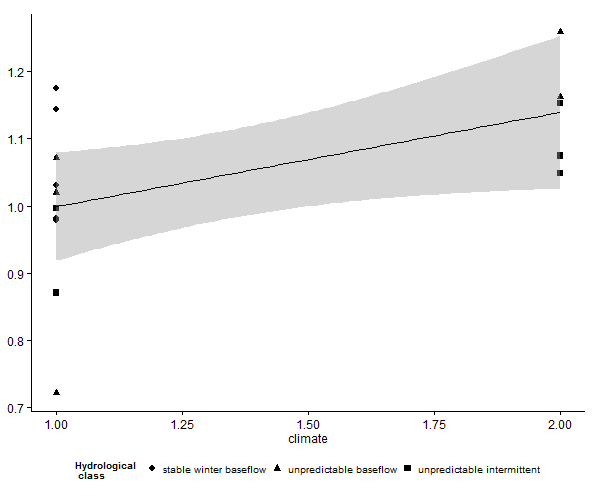 1.2
1.1
1.0
0.9
0.8
0.7
1.00 1.25 1.50 1.75 2.00
climate
Hydrological
class
stable winter baseflow unpredictable baseflow unpredictable intermittent